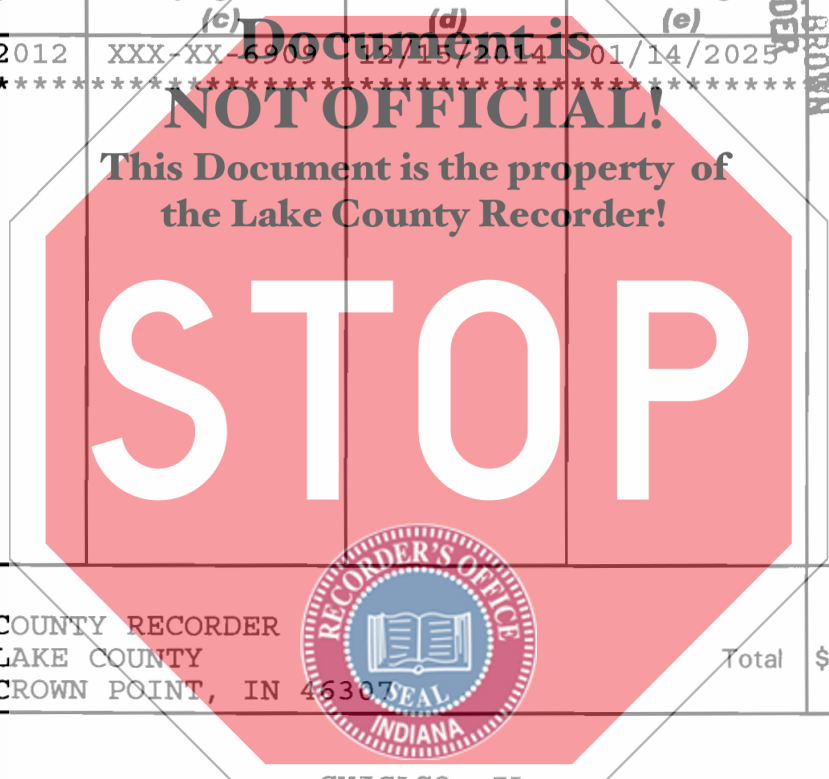 (c) (d) (e)
Document is
2012 XXX-XX-6909 12/15/2014 01/14/2025
********************************************
NOT OFFICIAL!
This Document is the property of
the Lake County Recorder!
STOP
RECORDER'S OFFICE
SEAL
INDIANA
COUNTY RECORDER
LAKE COUNTY
CROWN POINT, IN 46307
Total $
DER
BROWN